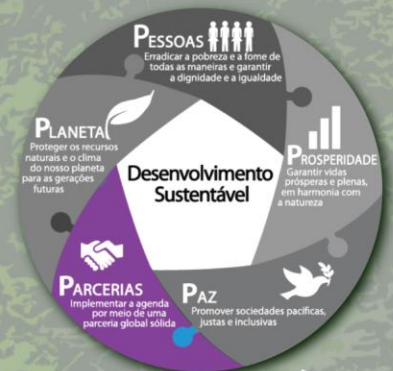 PESSOAS
Erradicar a pobreza e a fome de
todas as maneiras e garantir
a dignidade e a igualdade
PLANETA
Proteger os recursos
naturais e o clima
do nosso planeta
para as gerações
futuras
PROSPERIDADE
Garantir vidas
prósperas e plenas,
em harmonia com
a natureza
Desenvolvimento
Sustentável
PARCERIAS
Implementar a agenda
por meio de uma
parceria global sólida
PAZ
Promover sociedades pacíficas,
justas e inclusivas